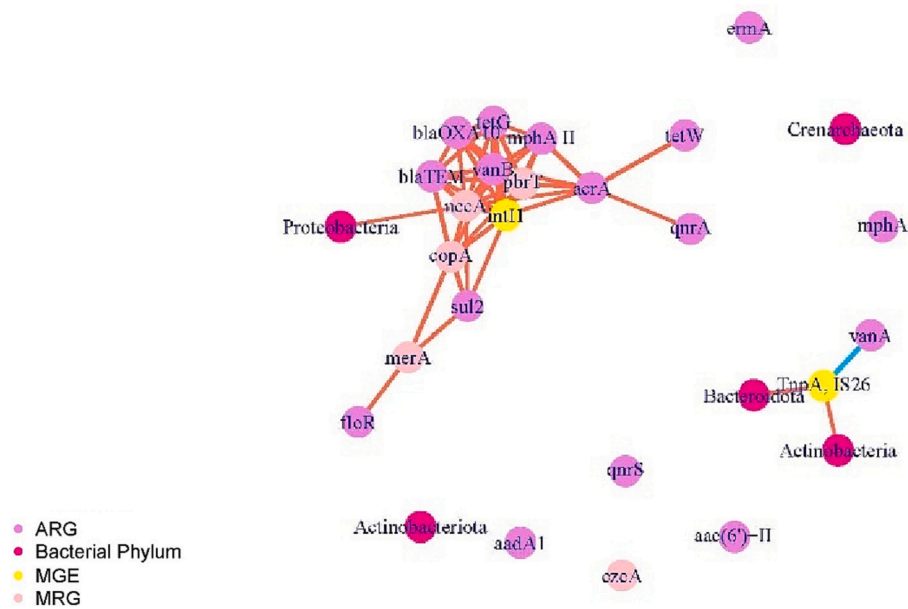 ermA
Crenarchaeota
tetG
blaOXA10
mphA II
tetW
blaTEM
vanB
pbrT
acrA
nccA
intI1
Proteobacteria
qnrA
mphA
copA
sul2
vanA
merA
TnpA, IS26
Bacteroidota
floR
Actinobacteria
qnrS
Actinobacteriota
aadA1
aac(6')-II
czcA
ARG
Bacterial Phylum
MGE
MRG